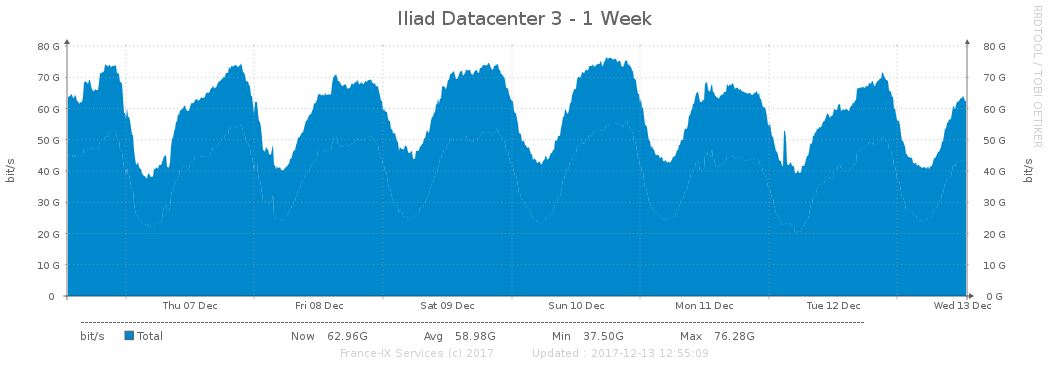 Iliad Datacenter 3 - 1 Week
RRDTOOL / TOBI OETIKER
80 G 80 G
70 G 70 G
60 G 60 G
50 G 50 G
40 G 40 G
30 G 30 G
20 G 20 G
10 G 10 G
0 0 G
bit/s bit/s
Thu 07 Dec Fri 08 Dec Sat 09 Dec Sun 10 Dec Mon 11 Dec Tue 12 Dec Wed 13 Dec
bit/s Total Now 62.96G Avg 58.98G Min 37.50G Max 76.28G
France-IX Services (c) 2017 Updated : 2017-12-13 12:55:09